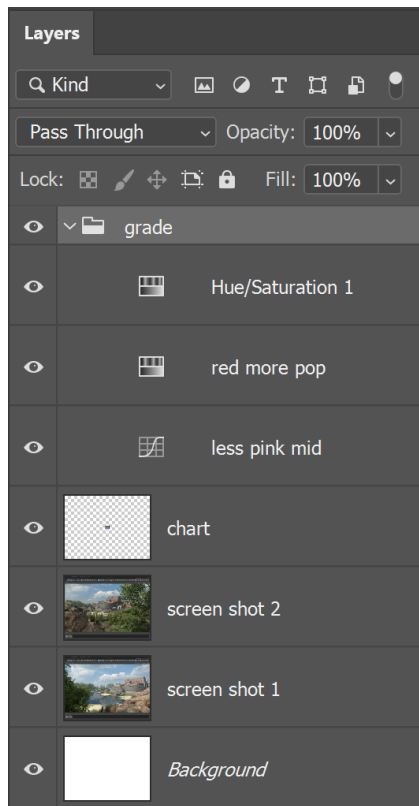 Layers
Kind
Pass Through Opacity: 100%
Lock: Fill: 100%
grade
Hue/Saturation 1
red more pop
less pink mid
chart
screen shot 2
screen shot 1
Background